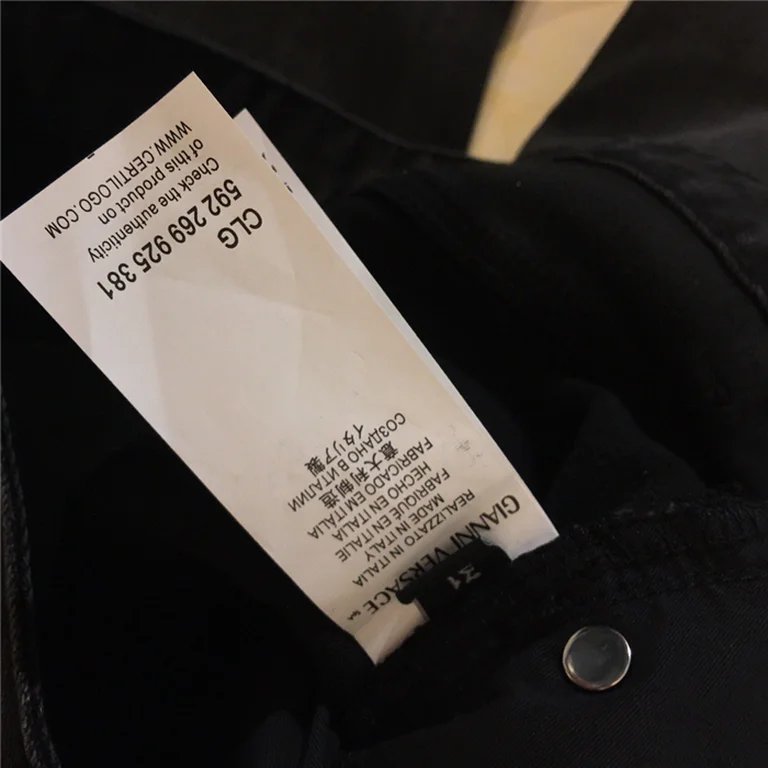 31
GIANNI VERSACE
REALIZZATO IN ITALIA
MADE IN ITALY
FABRIQUÉ EN ITALIE
HECHO EN ITALIA
FABRICADO EM ITALIA
意大利制造
イタリア製
СОЗДАНО В ИТАЛИИ
CLG
592 269 925 381
Check the authenticity
of this product on
WWW.CERTILOGO.COM